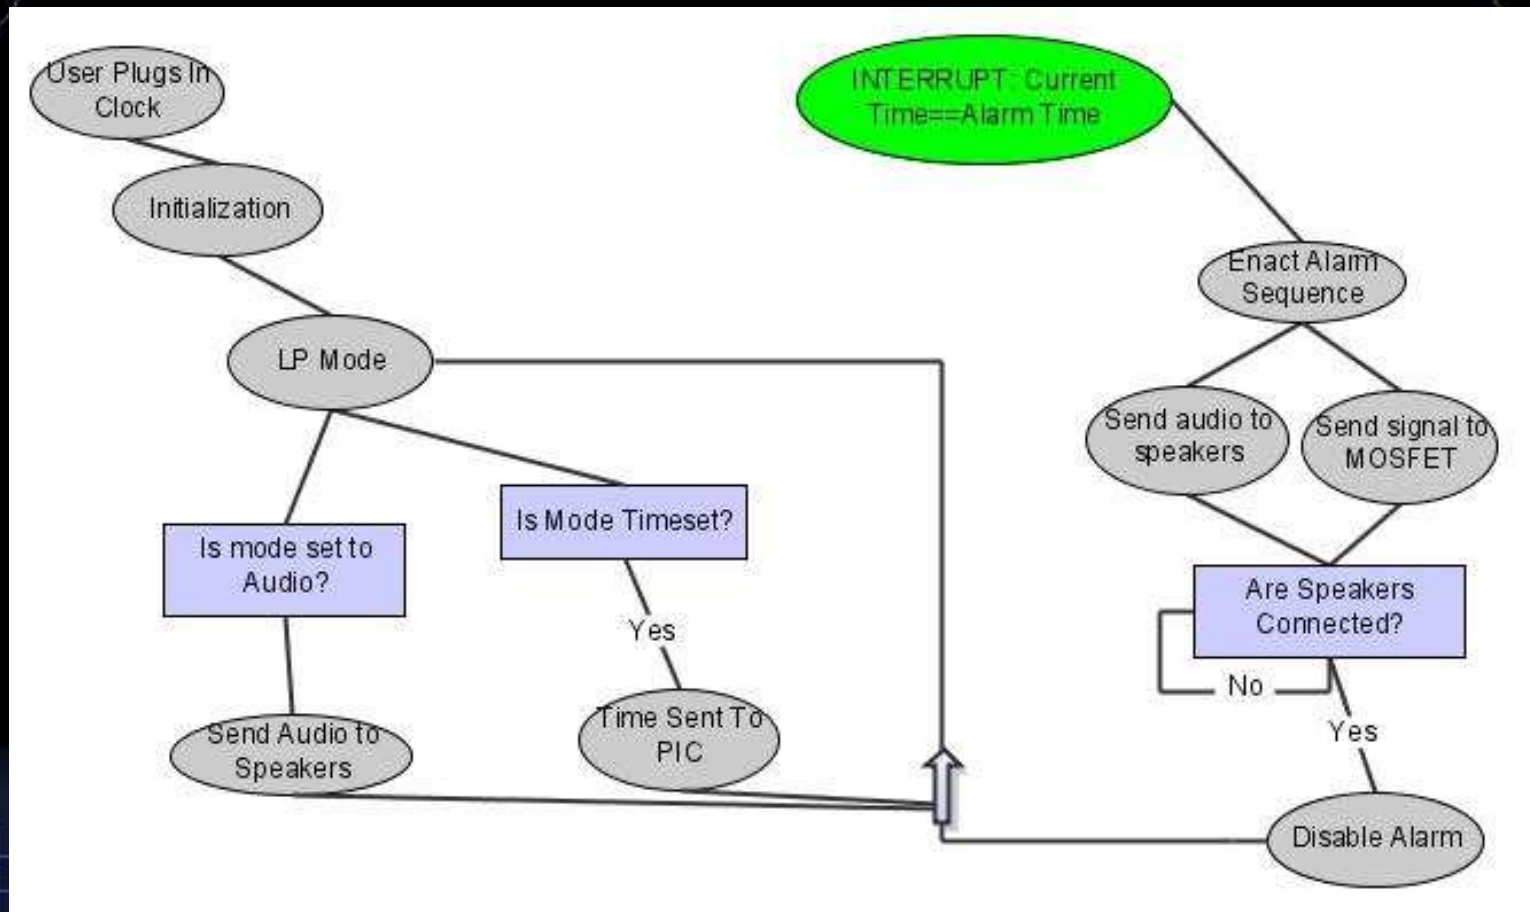 User Plugs In
Clock
Initialization
LP Mode
Is mode set to
Audio?
Is Mode Timeset?
Yes
Send Audio to
Speakers
Time Sent To
PIC
INTERRUPT: Current
Time==Alarm Time
Enact Alarm
Sequence
Send audio to
speakers
Send signal to
MOSFET
Are Speakers
Connected?
No
Yes
Disable Alarm